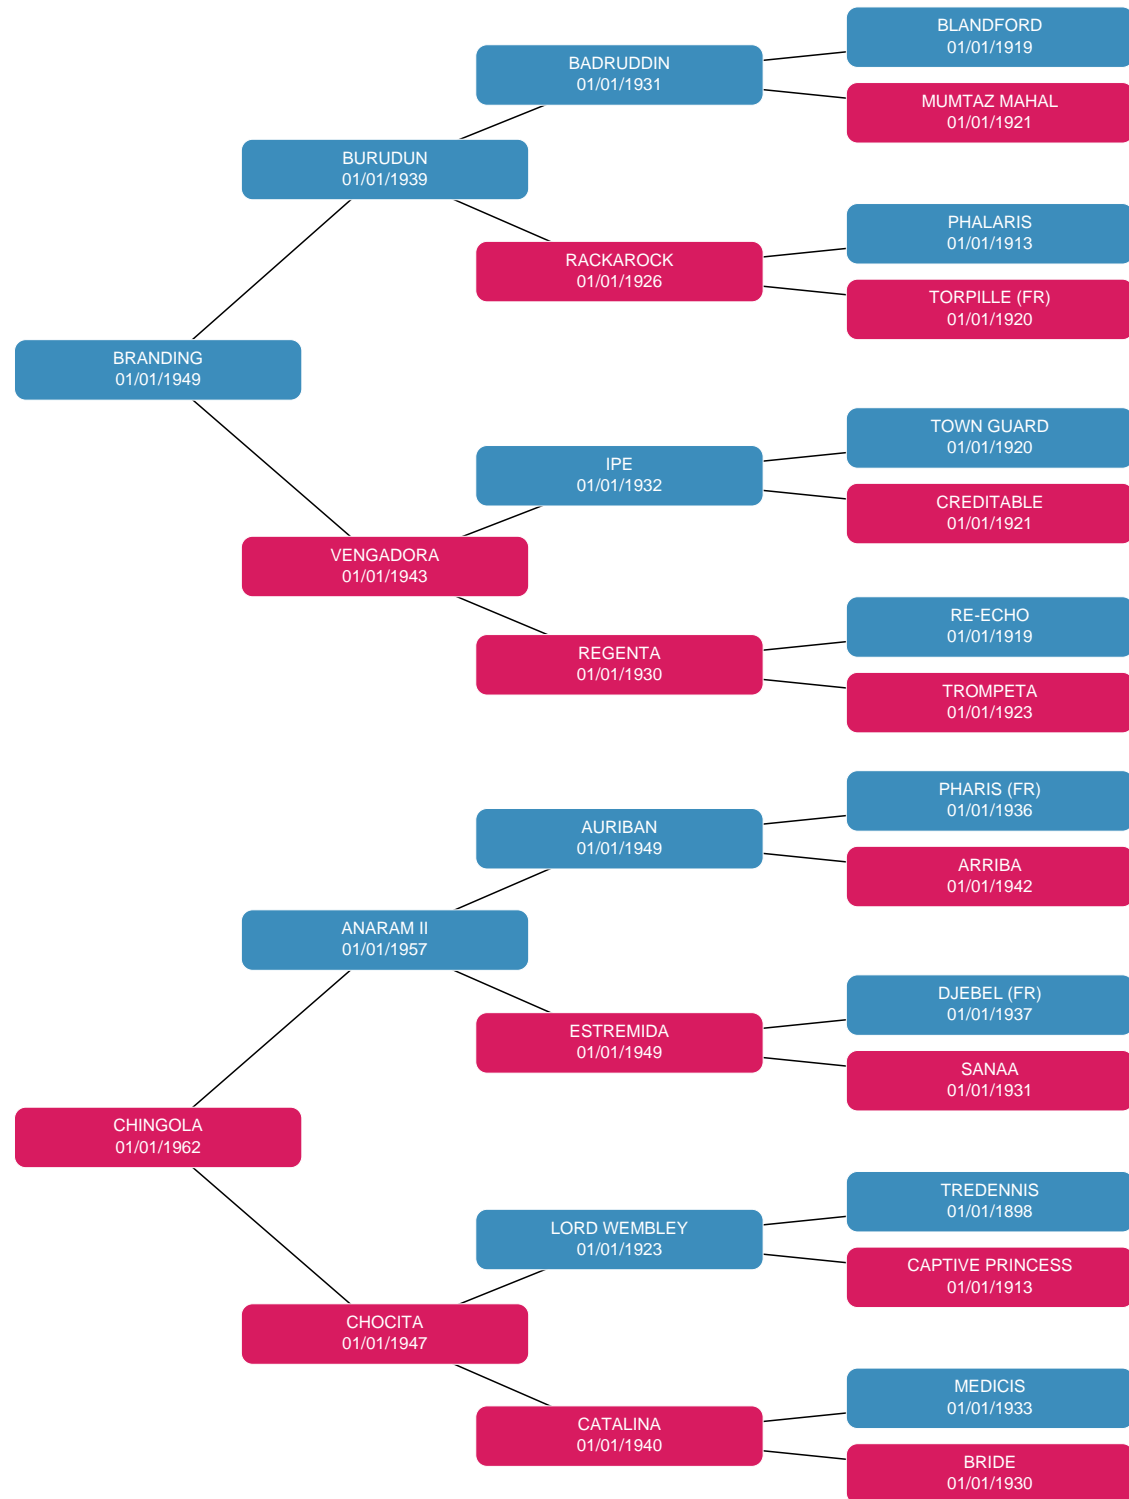 BLANDFORD
01/01/1919
BADRUDDIN
01/01/1931
MUMTAZ MAHAL
01/01/1921
BURUDUN
01/01/1939
PHALARIS
01/01/1913
RACKAROCK
01/01/1926
TORPILLE (FR)
01/01/1920
BRANDING
01/01/1949
TOWN GUARD
01/01/1920
IPE
01/01/1932
CREDITABLE
01/01/1921
VENGADORA
01/01/1943
RE-ECHO
01/01/1919
REGENTA
01/01/1930
TROMPETA
01/01/1923
PHARIS (FR)
01/01/1936
AURIBAN
01/01/1949
ARRIBA
01/01/1942
ANARAM II
01/01/1957
DJEBEL (FR)
01/01/1937
ESTREMIDA
01/01/1949
SANAA
01/01/1931
CHINGOLA
01/01/1962
TREDENNIS
01/01/1898
LORD WEMBLEY
01/01/1923
CAPTIVE PRINCESS
01/01/1913
CHOCITA
01/01/1947
MEDICIS
01/01/1933
CATALINA
01/01/1940
BRIDE
01/01/1930